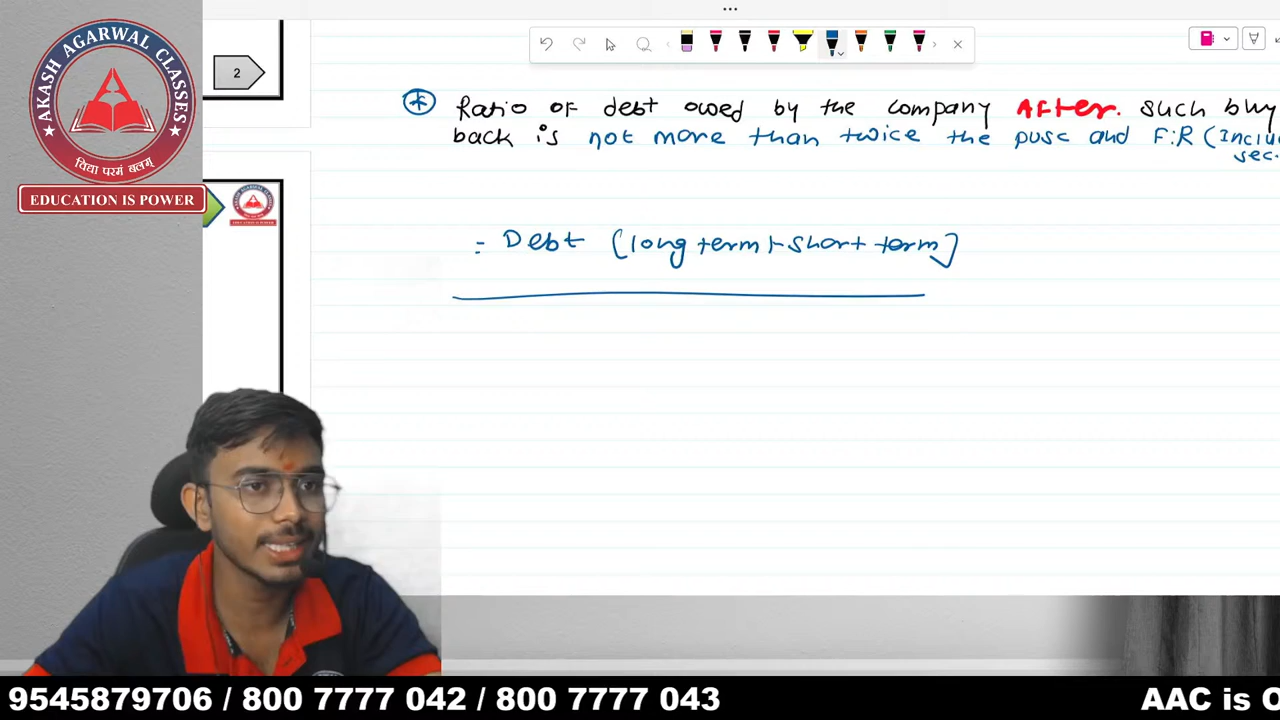 AKASH AGARWAL CLASSES
विद्या परमं बलम्
EDUCATION IS POWER
2
...
Ratio of debt owed by the company AFter. such buy
back is not more than twice the pusc and F.R (Inclu
sec.
= Debt [long term + short term]
9545879706 / 800 7777 042 / 800 7777 043
AAC is